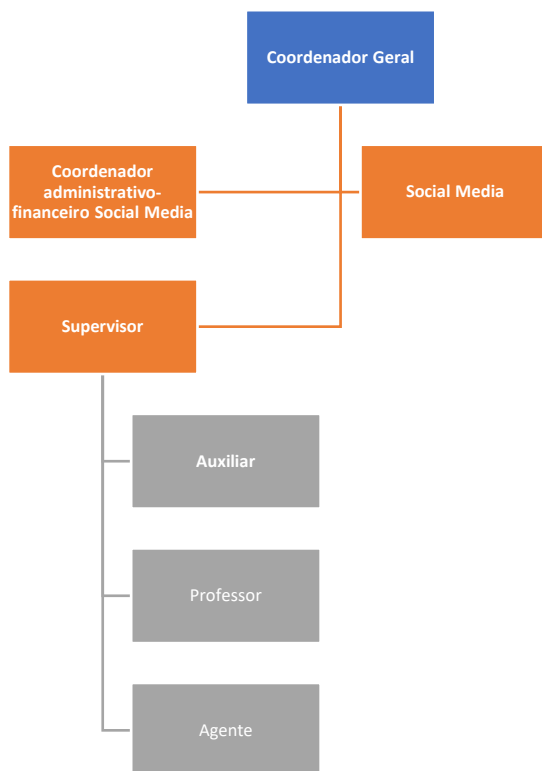 Coordenador Geral
Coordenador
administrativo-
financeiro Social Media
Social Media
Supervisor
Auxiliar
Professor
Agente